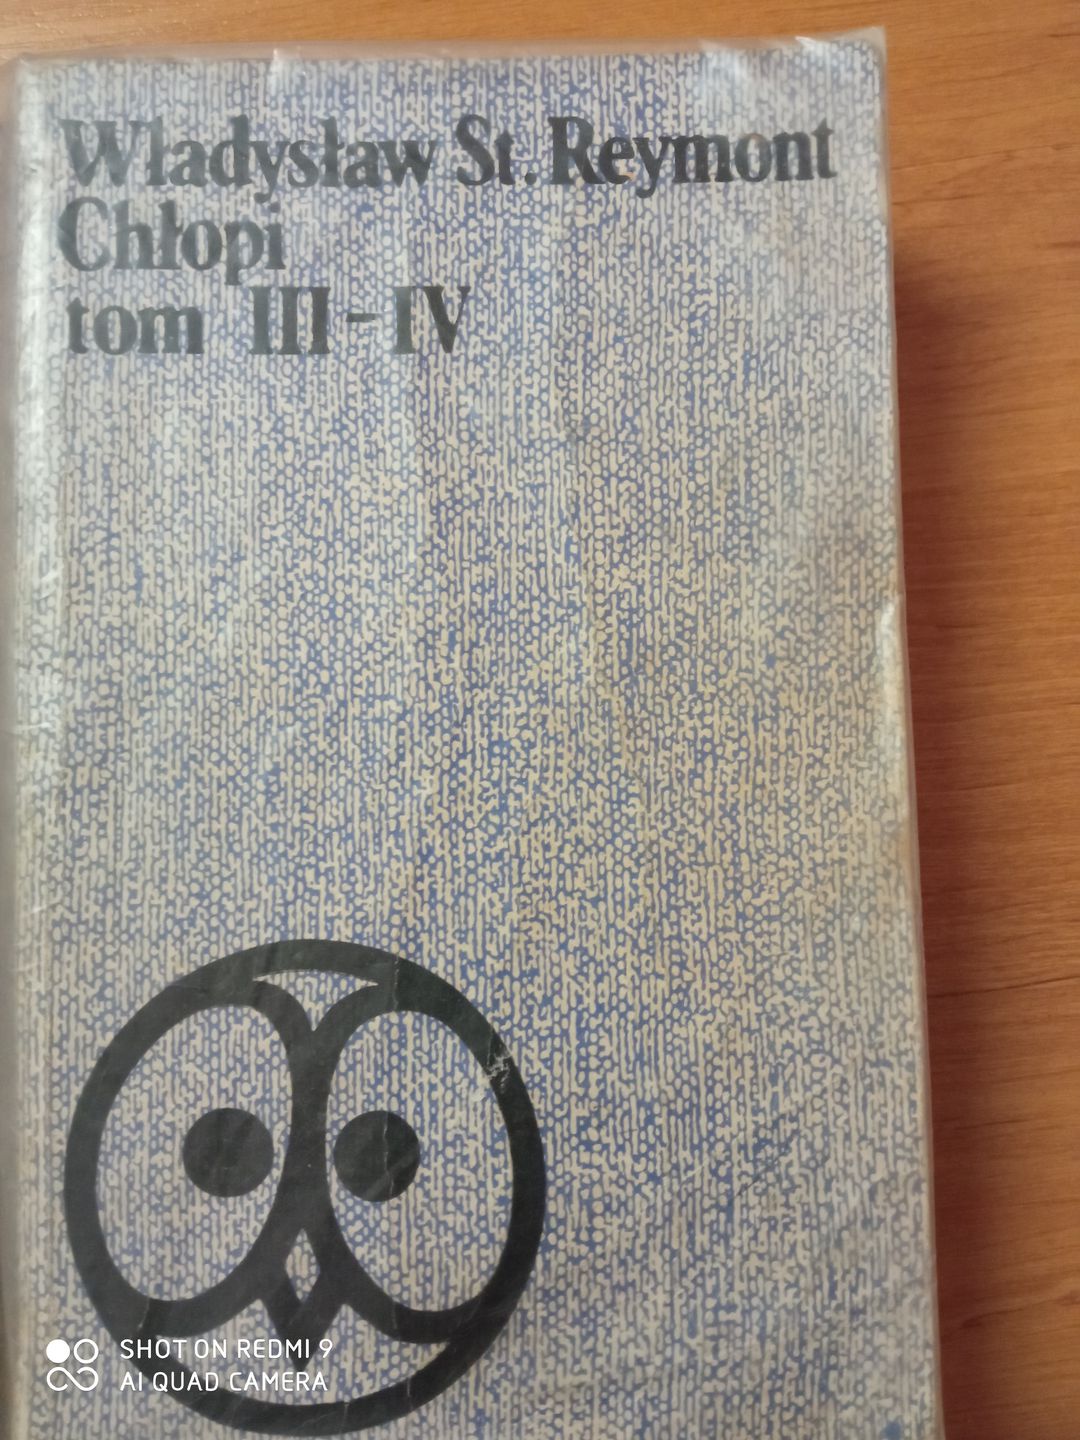 Władysław St. Reymont
Chłopi
tom III-IV
SHOT ON REDMI 9
AI QUAD CAMERA